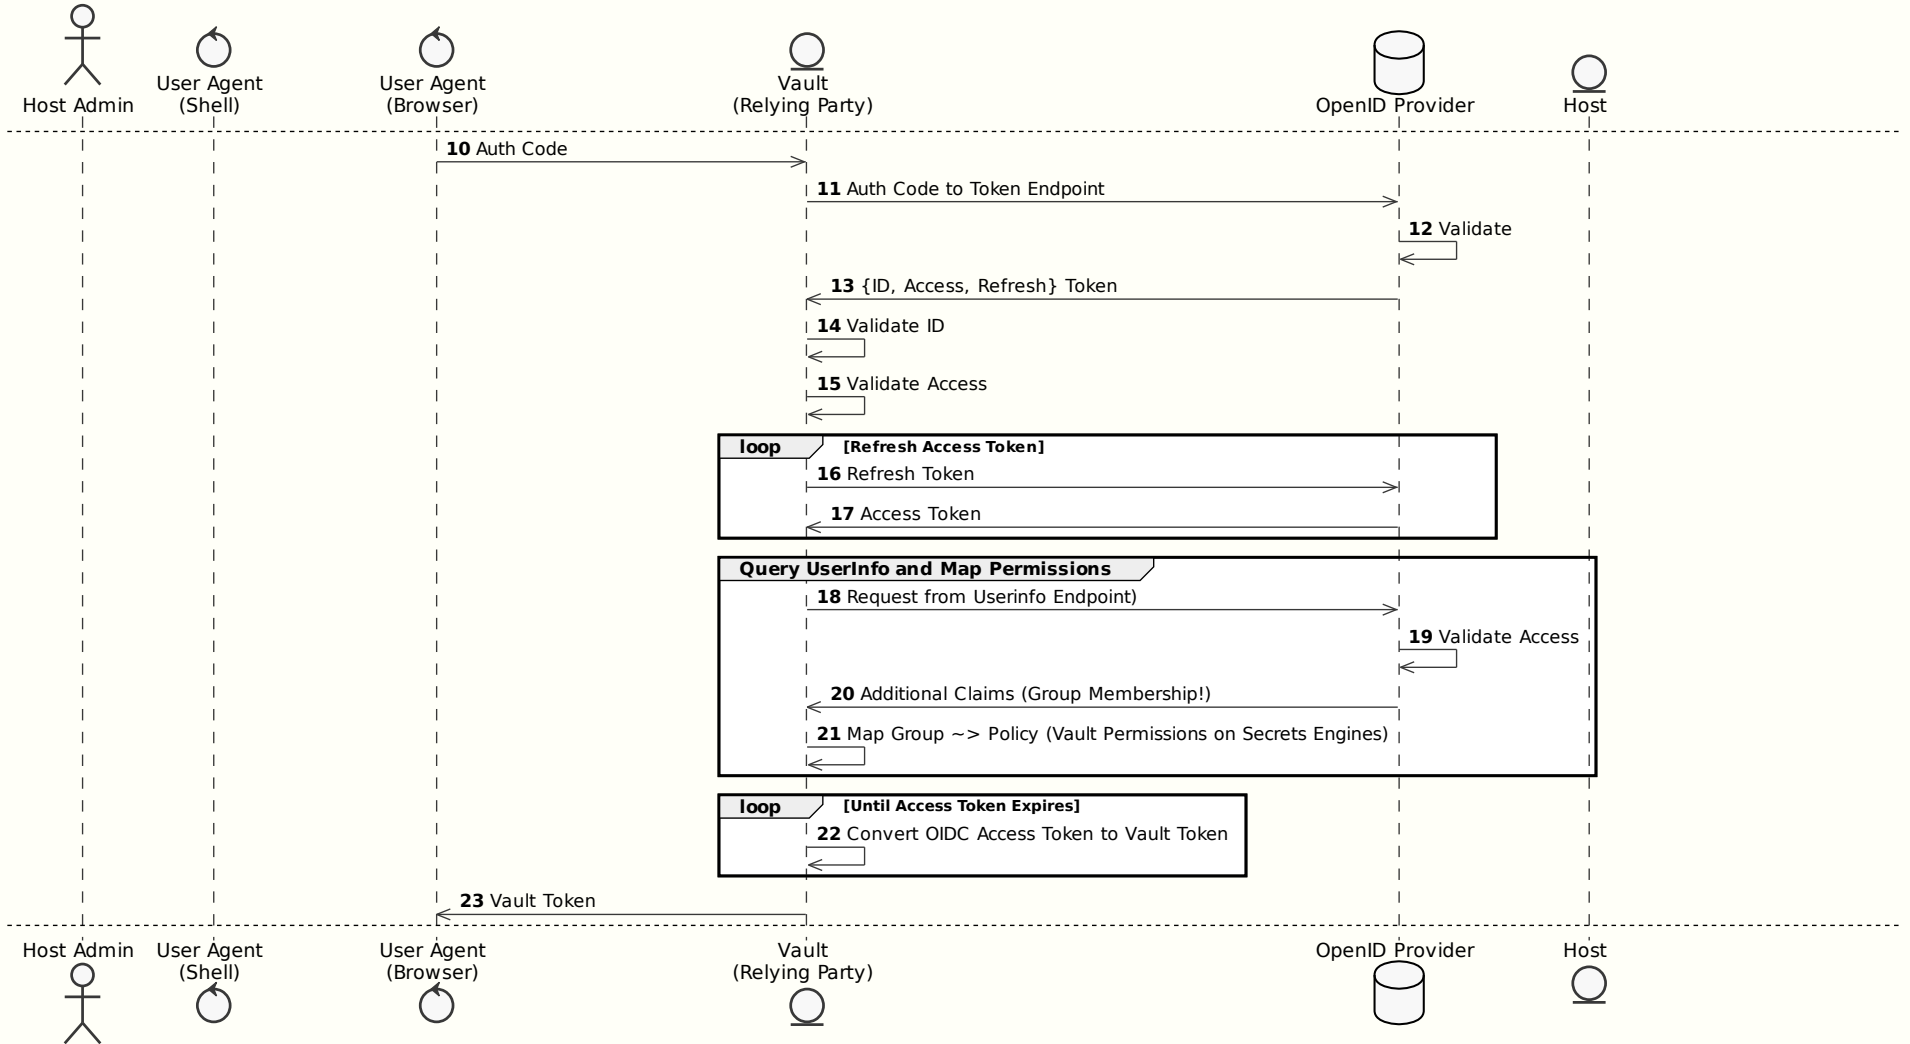 Host Admin
User Agent
(Shell)
User Agent
(Browser)
Vault
(Relying Party)
OpenID Provider
Host
10 Auth Code
11 Auth Code to Token Endpoint
12 Validate
13 {ID, Access, Refresh} Token
14 Validate ID
15 Validate Access
loop [Refresh Access Token]
16 Refresh Token
17 Access Token
Query UserInfo and Map Permissions
18 Request from Userinfo Endpoint)
19 Validate Access
20 Additional Claims (Group Membership!)
21 Map Group ~> Policy (Vault Permissions on Secrets Engines)
loop [Until Access Token Expires]
22 Convert OIDC Access Token to Vault Token
23 Vault Token
Host Admin
User Agent
(Shell)
User Agent
(Browser)
Vault
(Relying Party)
OpenID Provider
Host